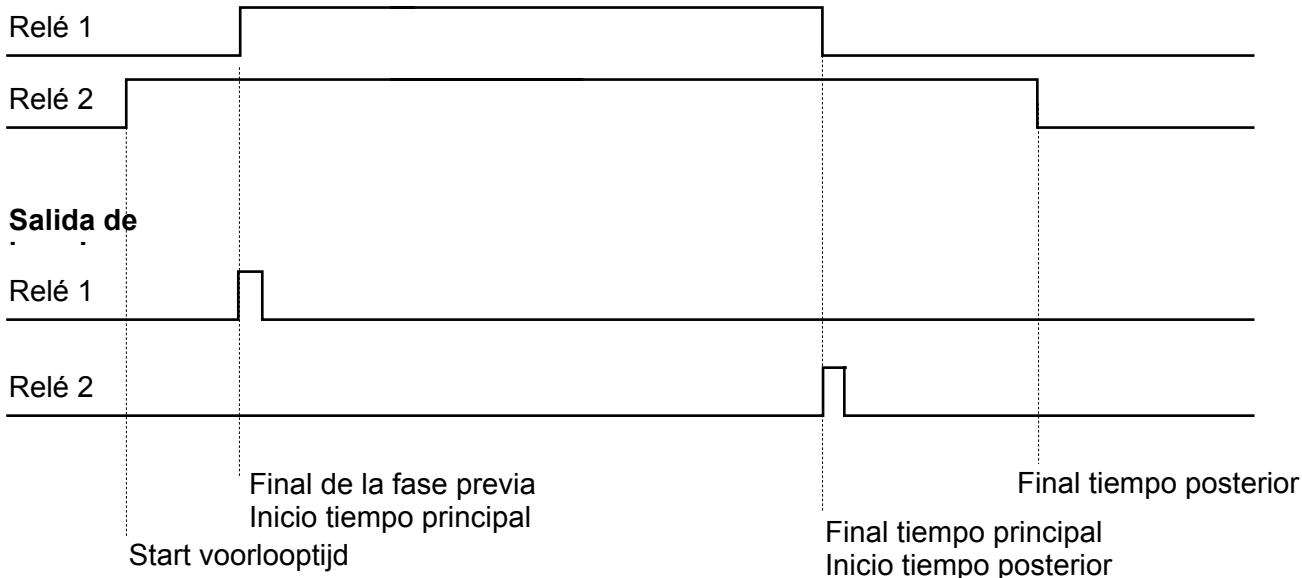 Relé 1
Relé 2
Salida de
Relé 1
Relé 2
Final de la fase previa
Inicio tiempo principal
Final tiempo posterior
Final tiempo principal
Inicio tiempo posterior
Start voorlooptijd